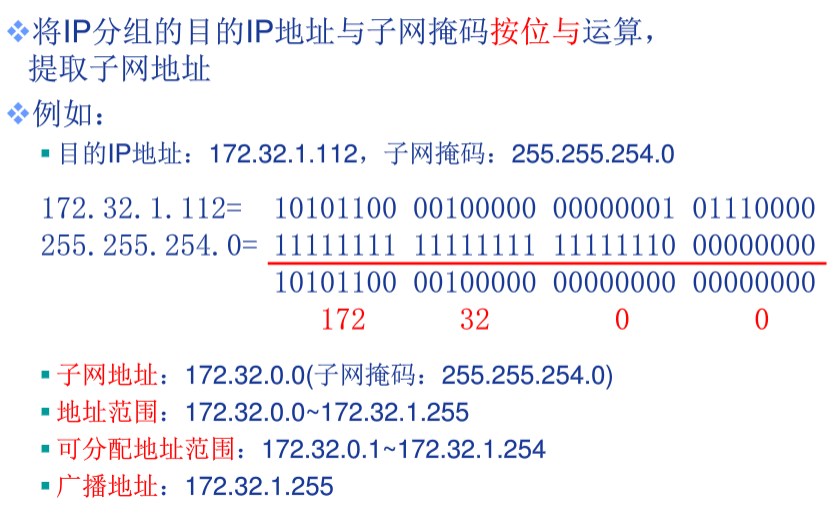 ❖将IP分组的目的IP地址与子网掩码按位与运算，
提取子网地址
❖例如：
▪目的IP地址：172.32.1.112，子网掩码：255.255.254.0
172.32.1.112= 10101100 00100000 00000001 01110000
255.255.254.0= 11111111 11111111 11111110 00000000
10101100 00100000 00000000 00000000
172 32 0 0
▪子网地址：172.32.0.0(子网掩码：255.255.254.0)
▪地址范围：172.32.0.0~172.32.1.255
▪可分配地址范围：172.32.0.1~172.32.1.254
▪广播地址：172.32.1.255